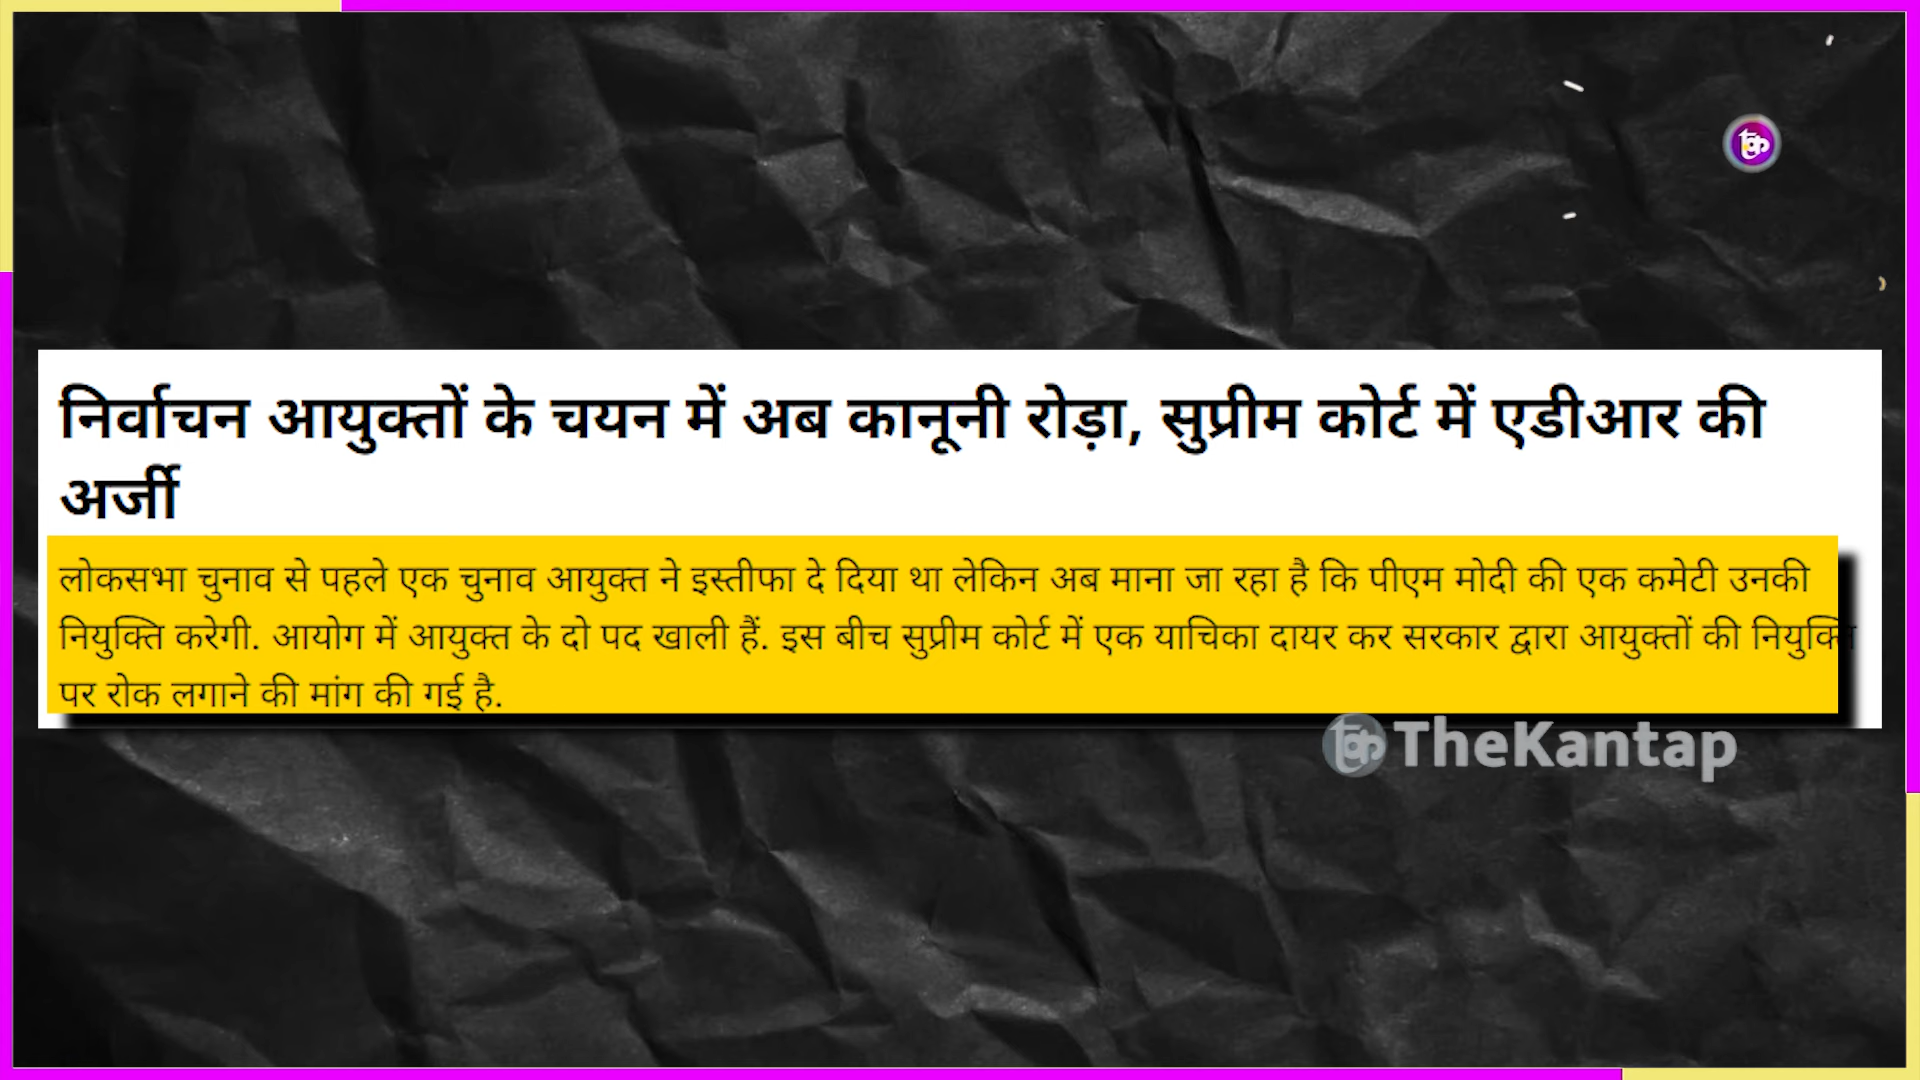 निर्वाचन आयुक्तों के चयन में अब कानूनी रोड़ा, सुप्रीम कोर्ट में एडीआर की
अर्जी
लोकसभा चुनाव से पहले एक चुनाव आयुक्त ने इस्तीफा दे दिया था लेकिन अब माना जा रहा है कि पीएम मोदी की एक कमेटी उनकी
नियुक्ति करेगी. आयोग में आयुक्त के दो पद खाली हैं. इस बीच सुप्रीम कोर्ट में एक याचिका दायर कर सरकार द्वारा आयुक्तों की नियुक्ति
पर रोक लगाने की मांग की गई है.
TheKantap